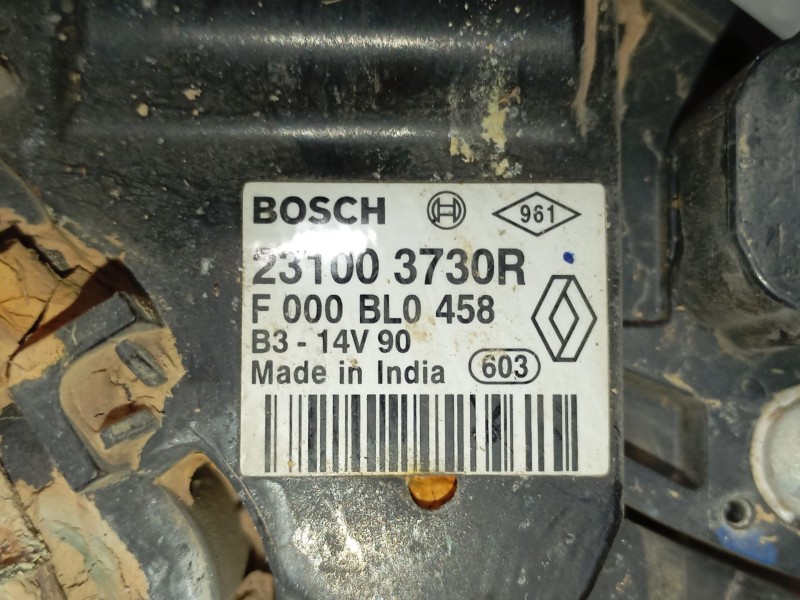 BOSCH 961
23100 3730R
F 000 BL0 458
B3 - 14V 90
Made in India 603